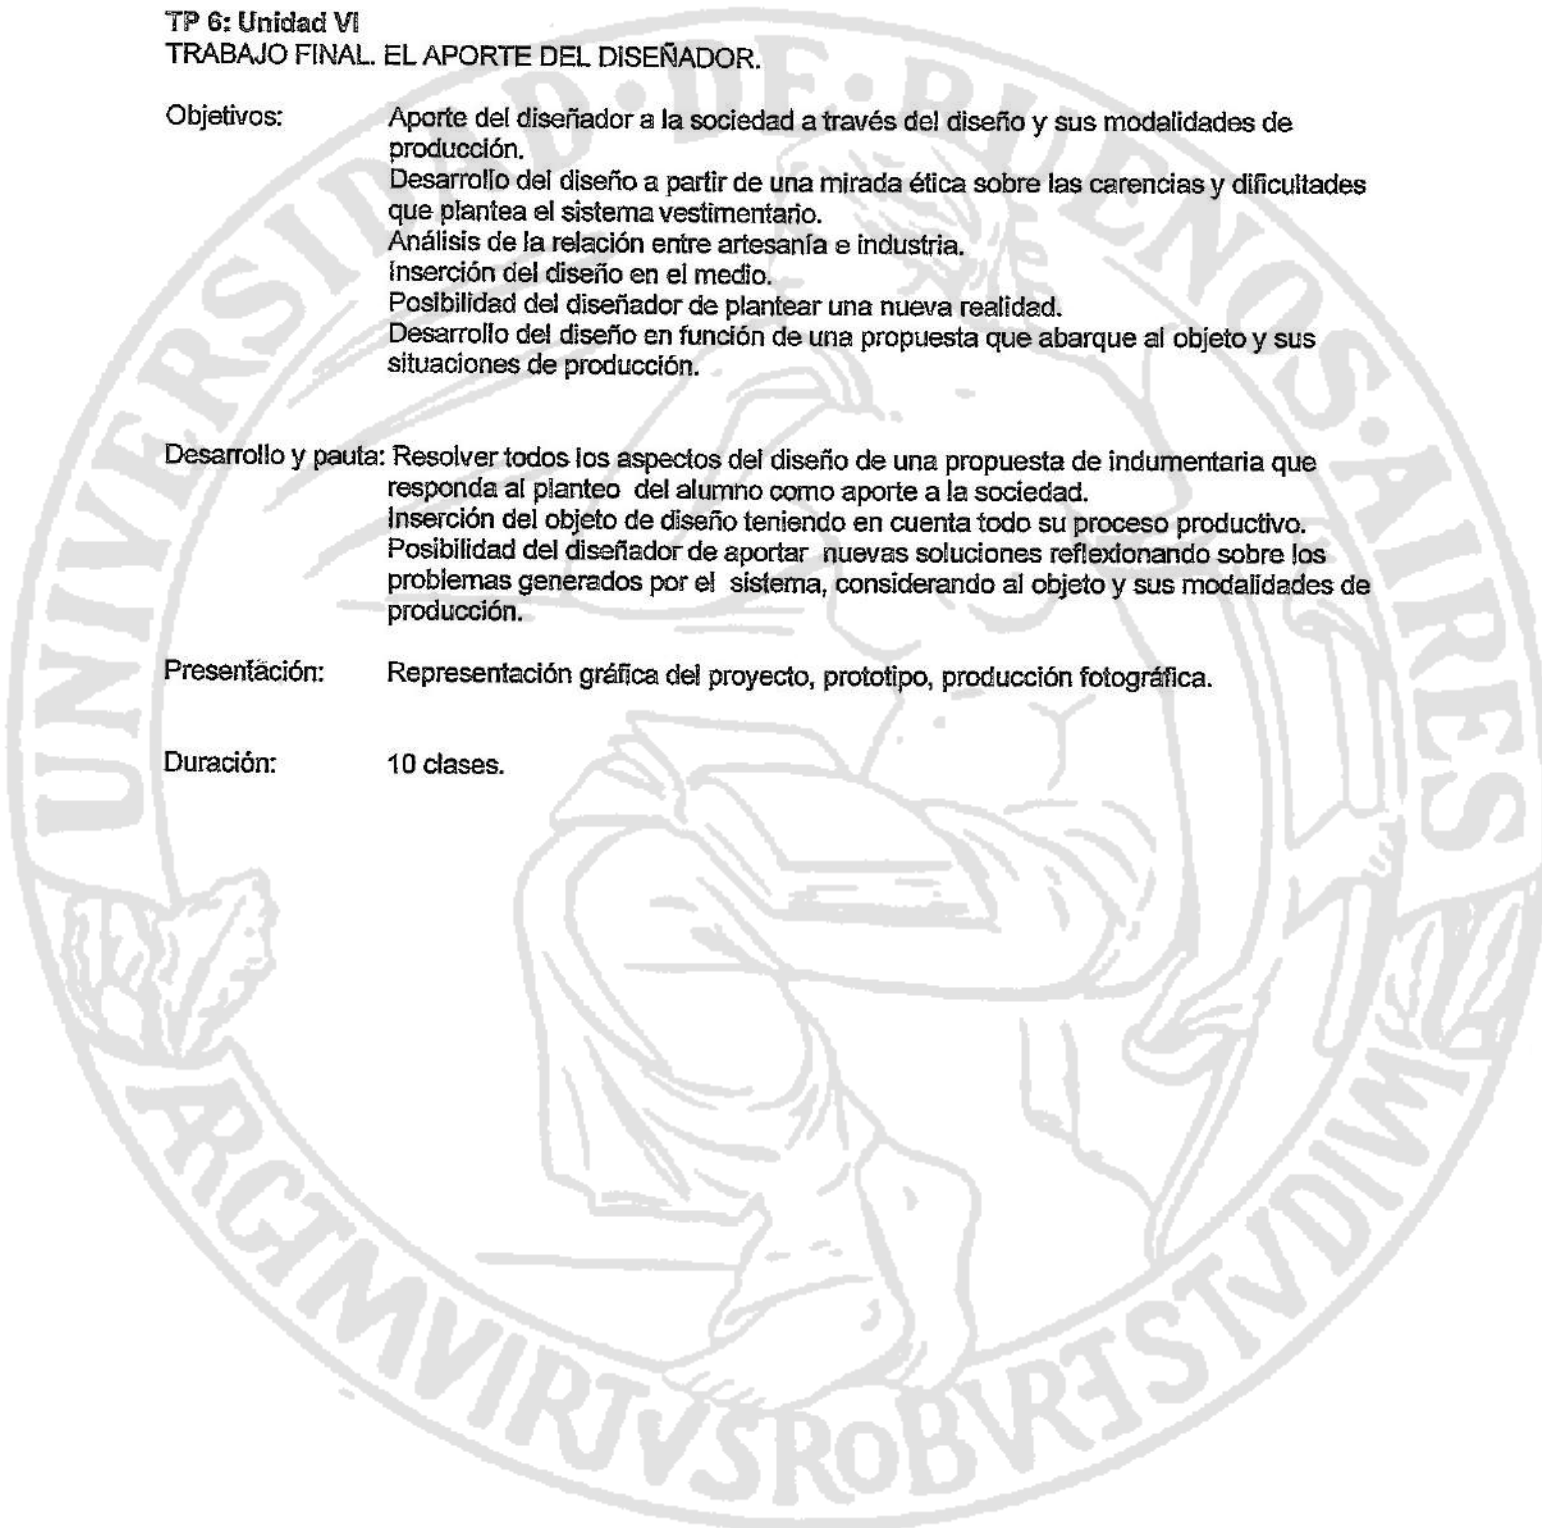 TP 6: Unidad VI
TRABAJO FINAL. EL APORTE DEL DISEÑADOR.
Objetivos: Aporte del diseñador a la sociedad a través del diseño y sus modalidades de
producción.
Desarrollo del diseño a partir de una mirada ética sobre las carencias y dificultades
que plantea el sistema vestimentario.
Análisis de la relación entre artesanía e industria.
Inserción del diseño en el medio.
Posibilidad del diseñador de plantear una nueva realidad.
Desarrollo del diseño en función de una propuesta que abarque al objeto y sus
situaciones de producción.
Desarrollo y pauta: Resolver todos los aspectos del diseño de una propuesta de indumentaria que
responda al planteo del alumno como aporte a la sociedad.
Inserción del objeto de diseño teniendo en cuenta todo su proceso productivo.
Posibilidad del diseñador de aportar nuevas soluciones reflexionando sobre los
problemas generados por el sistema, considerando al objeto y sus modalidades de
producción.
Presentación: Representación gráfica del proyecto, prototipo, producción fotográfica.
Duración: 10 clases.
UNIVERSIDAD·DE·BUENOS·AIRES
ARGTMVIRTVSROBVRETSTVDIVM